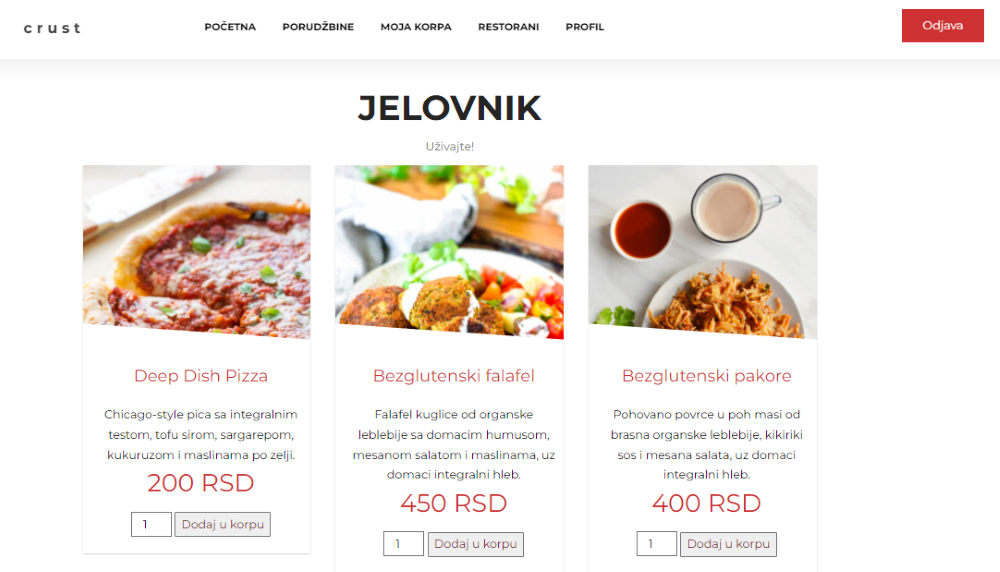 crust
POČETNA PORUDŽBINE MOJA KORPA RESTORANI PROFIL
Odjava
JELOVNIK
Uživajte!
Deep Dish Pizza
Chicago-style pica sa integralnim
testom, tofu sirom, sargarepom,
kukuruzom i maslinama po zelji.
200 RSD
1 Dodaj u korpu
Bezglutenski falafel
Falafel kuglice od organske
leblebije sa domacim humusom,
mesanom salatom i maslinama, uz
domaci integralni hleb.
450 RSD
1 Dodaj u korpu
Bezglutenski pakore
Pohovano povrce u poh masi od
brasna organske leblebije, kikiriki
sos i mesana salata, uz domaci
integralni hleb.
400 RSD
1 Dodaj u korpu